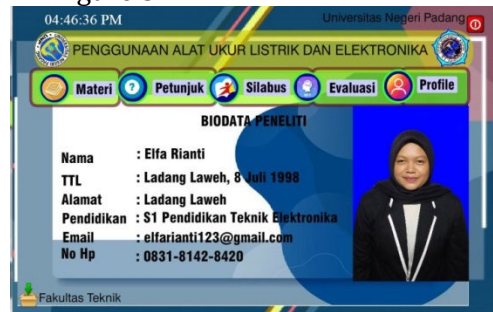 04:46:36 PM
Universitas Negeri Padang
PENGGUNAAN ALAT UKUR LISTRIK DAN ELEKTRONIKA
Materi
Petunjuk
Silabus
Evaluasi
Profile
BIODATA PENELITI
Nama : Elfa Rianti
TTL : Ladang Laweh, 8 Juli 1998
Alamat : Ladang Laweh
Pendidikan : S1 Pendidikan Teknik Elektronika
Email : elfarianti123@gmail.com
No Hp : 0831-8142-8420
Fakultas Teknik